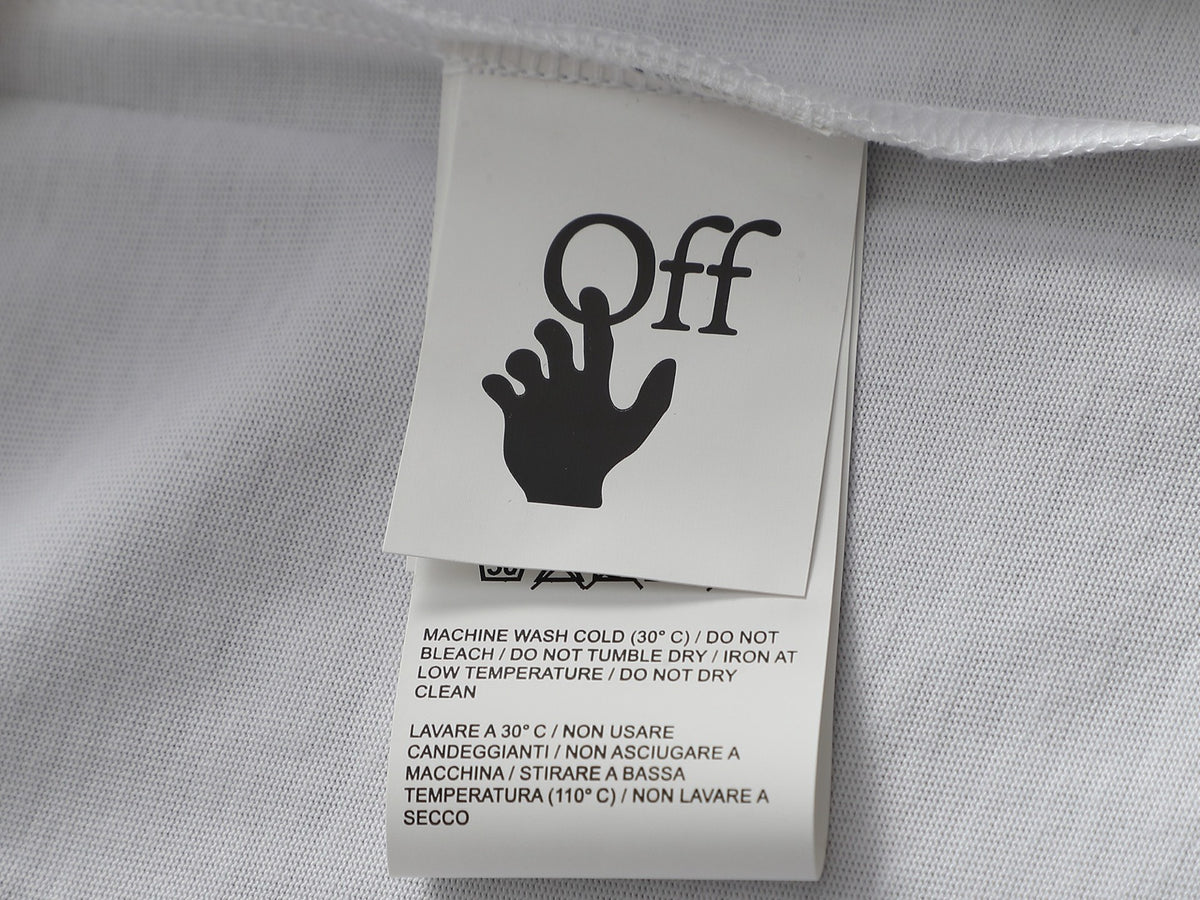 Off
30
MACHINE WASH COLD (30° C) / DO NOT
BLEACH / DO NOT TUMBLE DRY / IRON AT
LOW TEMPERATURE / DO NOT DRY
CLEAN
LAVARE A 30° C / NON USARE
CANDEGGIANTI / NON ASCIUGARE A
MACCHINA / STIRARE A BASSA
TEMPERATURA (110° C) / NON LAVARE A
SECCO